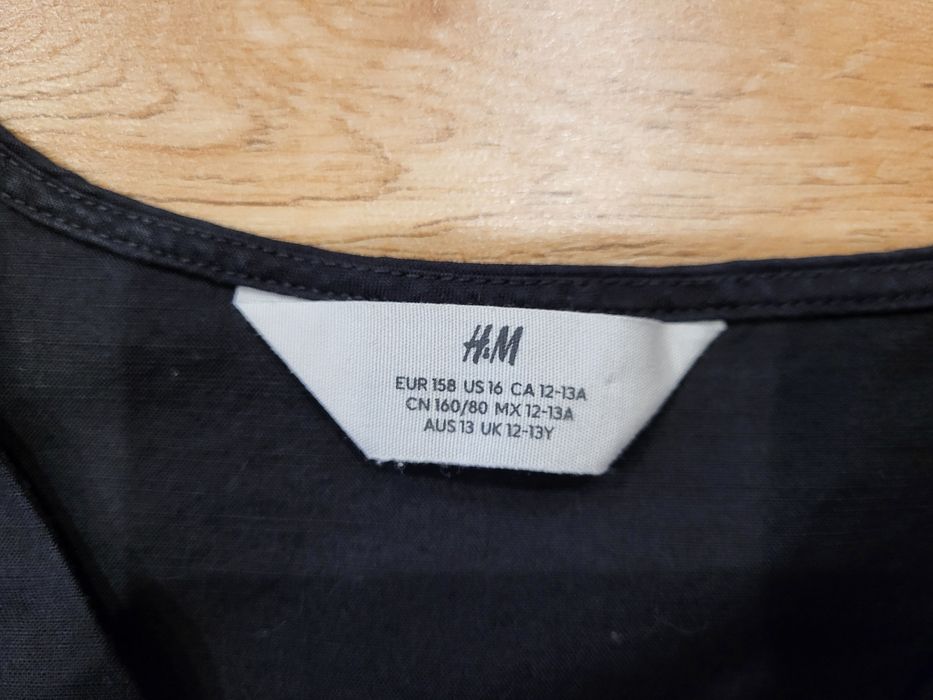 H&M
EUR 158 US 16 CA 12-13A
CN 160/80 MX 12-13A
AUS 13 UK 12-13Y